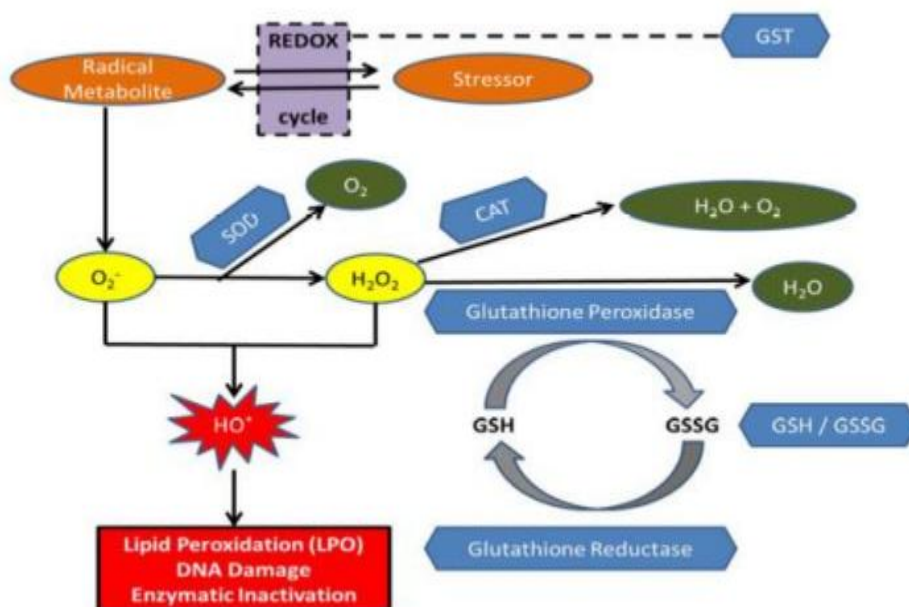 REDOX
GST
Radical
Metabolite
Stressor
cycle
O₂
SOD
CAT
H₂O + O₂
O₂⁻
H₂O₂
H₂O
Glutathione Peroxidase
HO•
GSH
GSSG
GSH / GSSG
Lipid Peroxidation (LPO)
DNA Damage
Enzymatic Inactivation
Glutathione Reductase